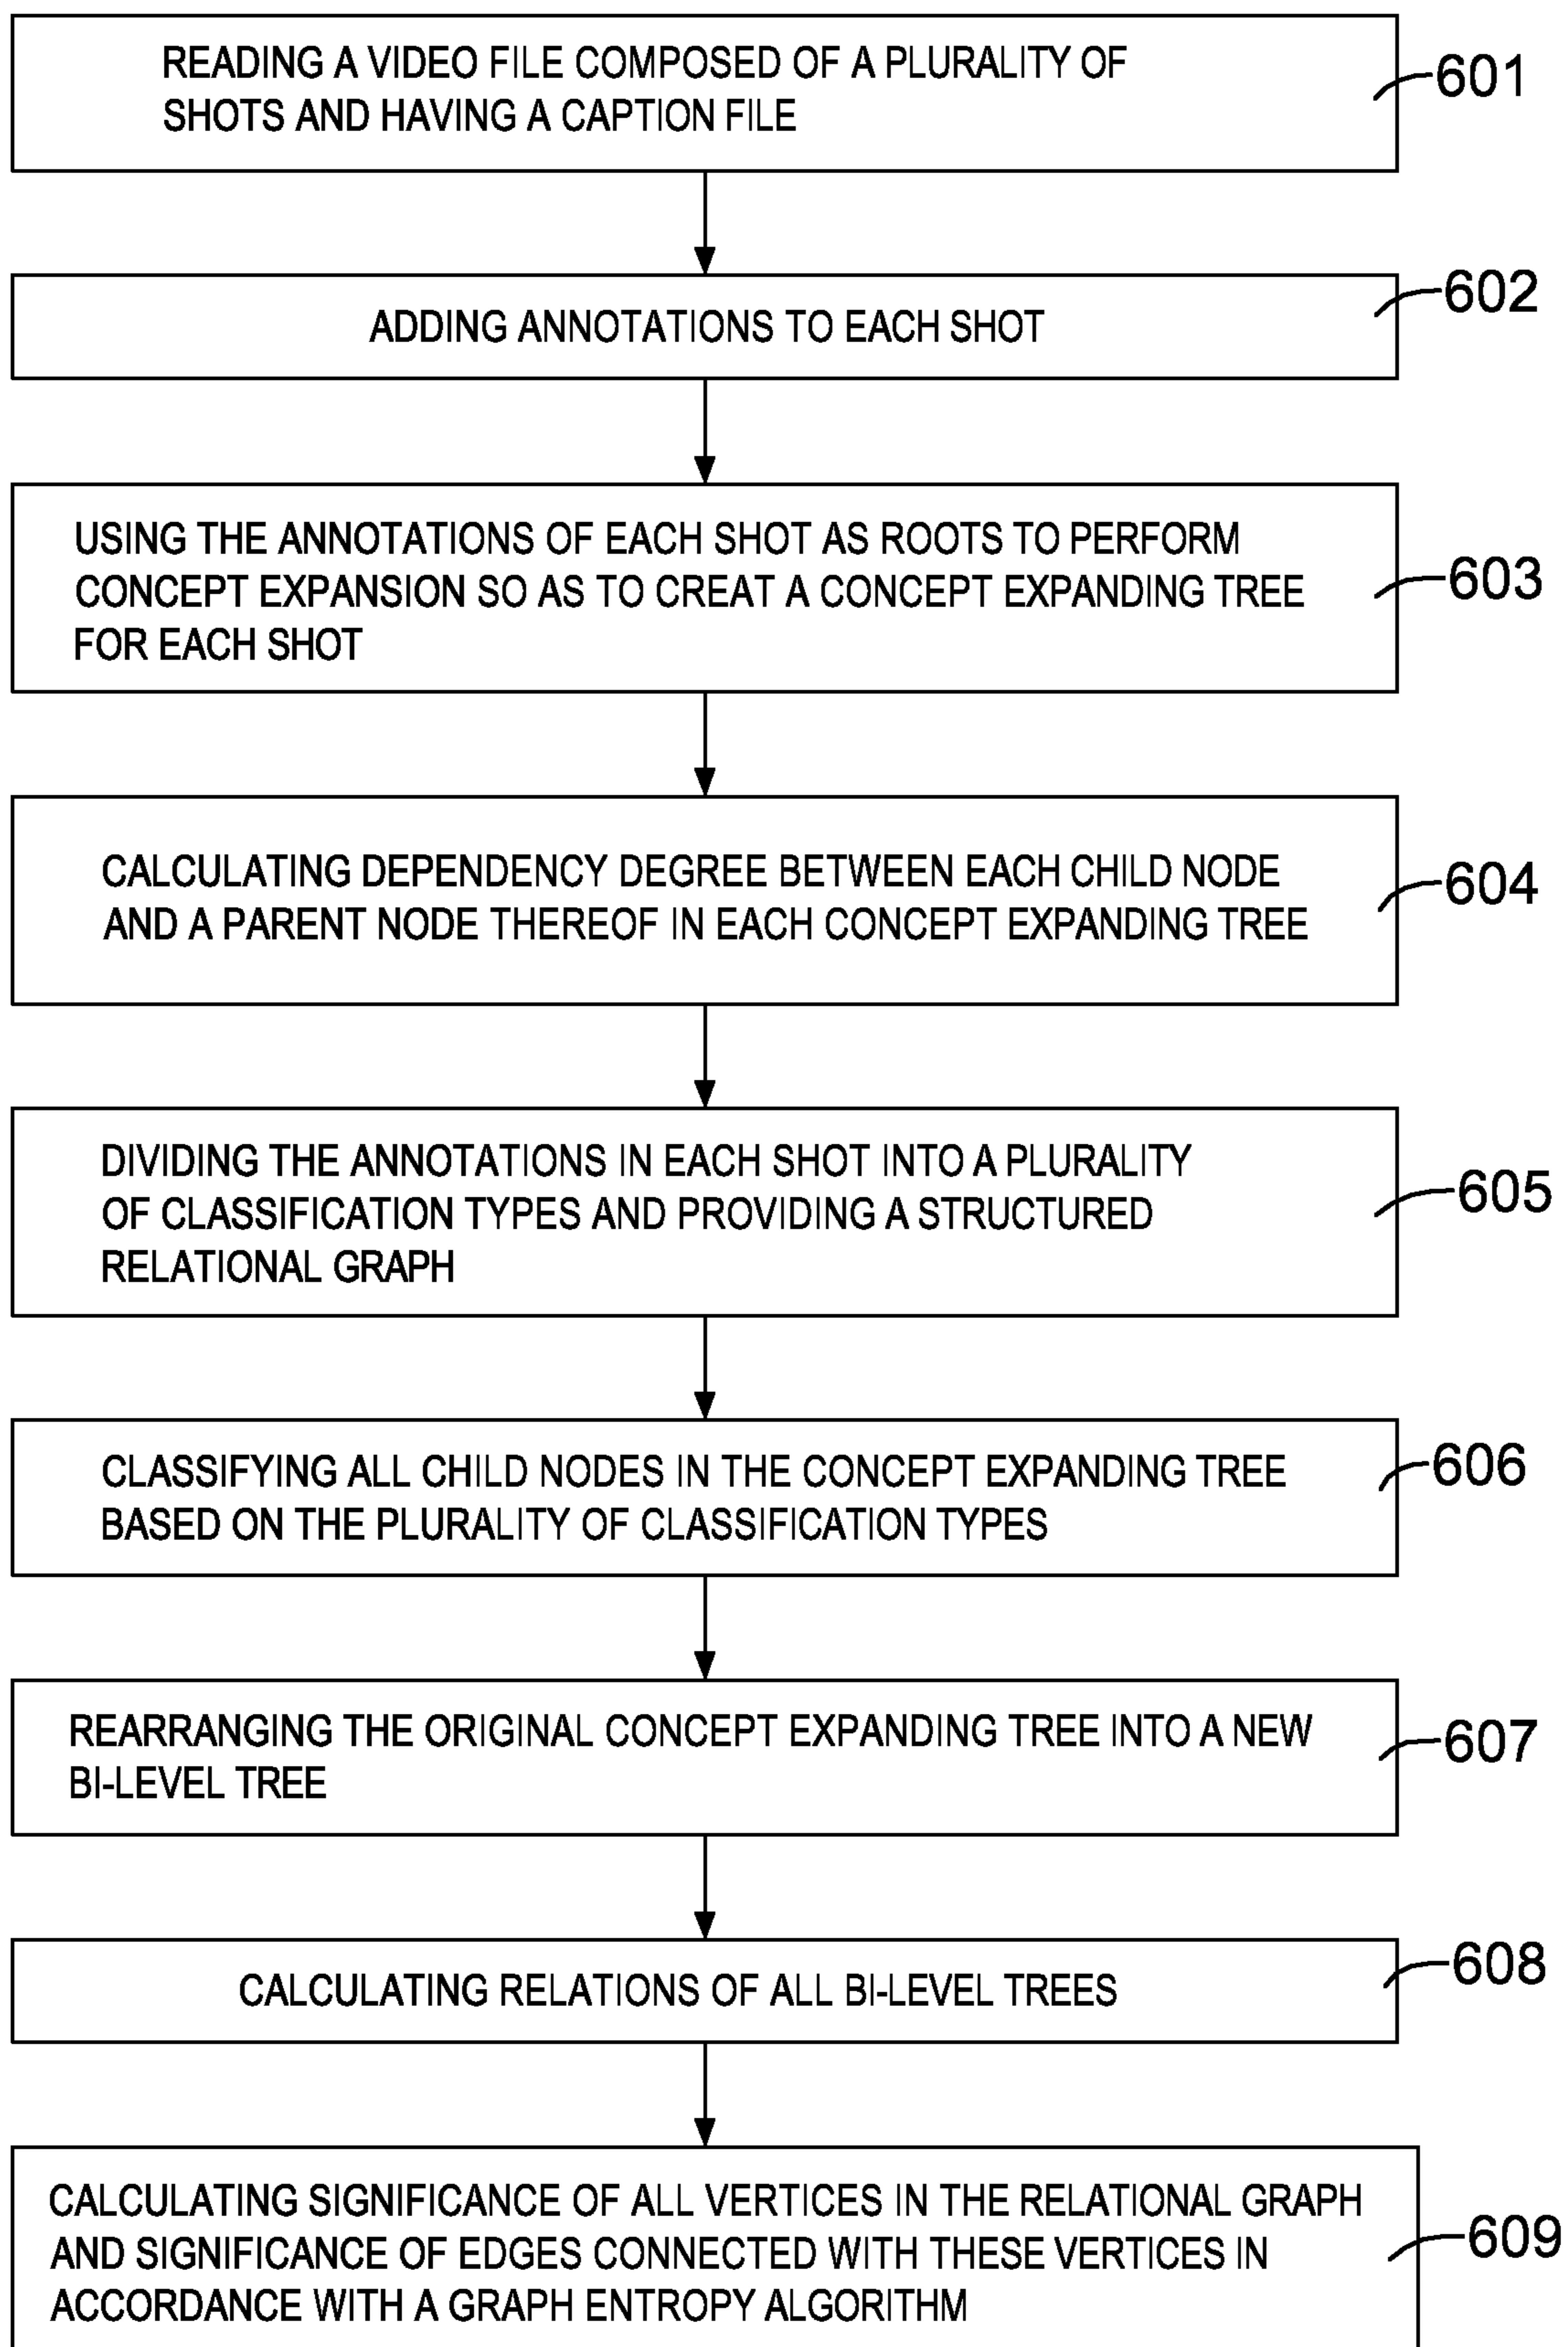 READING A VIDEO FILE COMPOSED OF A PLURALITY OF
SHOTS AND HAVING A CAPTION FILE
601
ADDING ANNOTATIONS TO EACH SHOT
602
USING THE ANNOTATIONS OF EACH SHOT AS ROOTS TO PERFORM
CONCEPT EXPANSION SO AS TO CREAT A CONCEPT EXPANDING TREE
FOR EACH SHOT
603
CALCULATING DEPENDENCY DEGREE BETWEEN EACH CHILD NODE
AND A PARENT NODE THEREOF IN EACH CONCEPT EXPANDING TREE
604
DIVIDING THE ANNOTATIONS IN EACH SHOT INTO A PLURALITY
OF CLASSIFICATION TYPES AND PROVIDING A STRUCTURED
RELATIONAL GRAPH
605
CLASSIFYING ALL CHILD NODES IN THE CONCEPT EXPANDING TREE
BASED ON THE PLURALITY OF CLASSIFICATION TYPES
606
REARRANGING THE ORIGINAL CONCEPT EXPANDING TREE INTO A NEW
BI-LEVEL TREE
607
CALCULATING RELATIONS OF ALL BI-LEVEL TREES
608
CALCULATING SIGNIFICANCE OF ALL VERTICES IN THE RELATIONAL GRAPH
AND SIGNIFICANCE OF EDGES CONNECTED WITH THESE VERTICES IN
ACCORDANCE WITH A GRAPH ENTROPY ALGORITHM
609